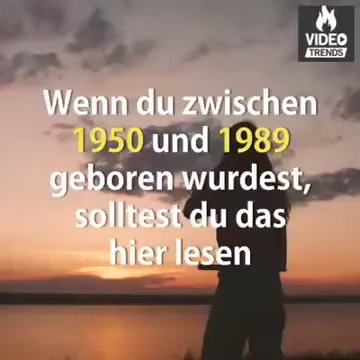 VIDEO
TRENDS
Wenn du zwischen
1950 und 1989
geboren wurdest,
solltest du das
hier lesen